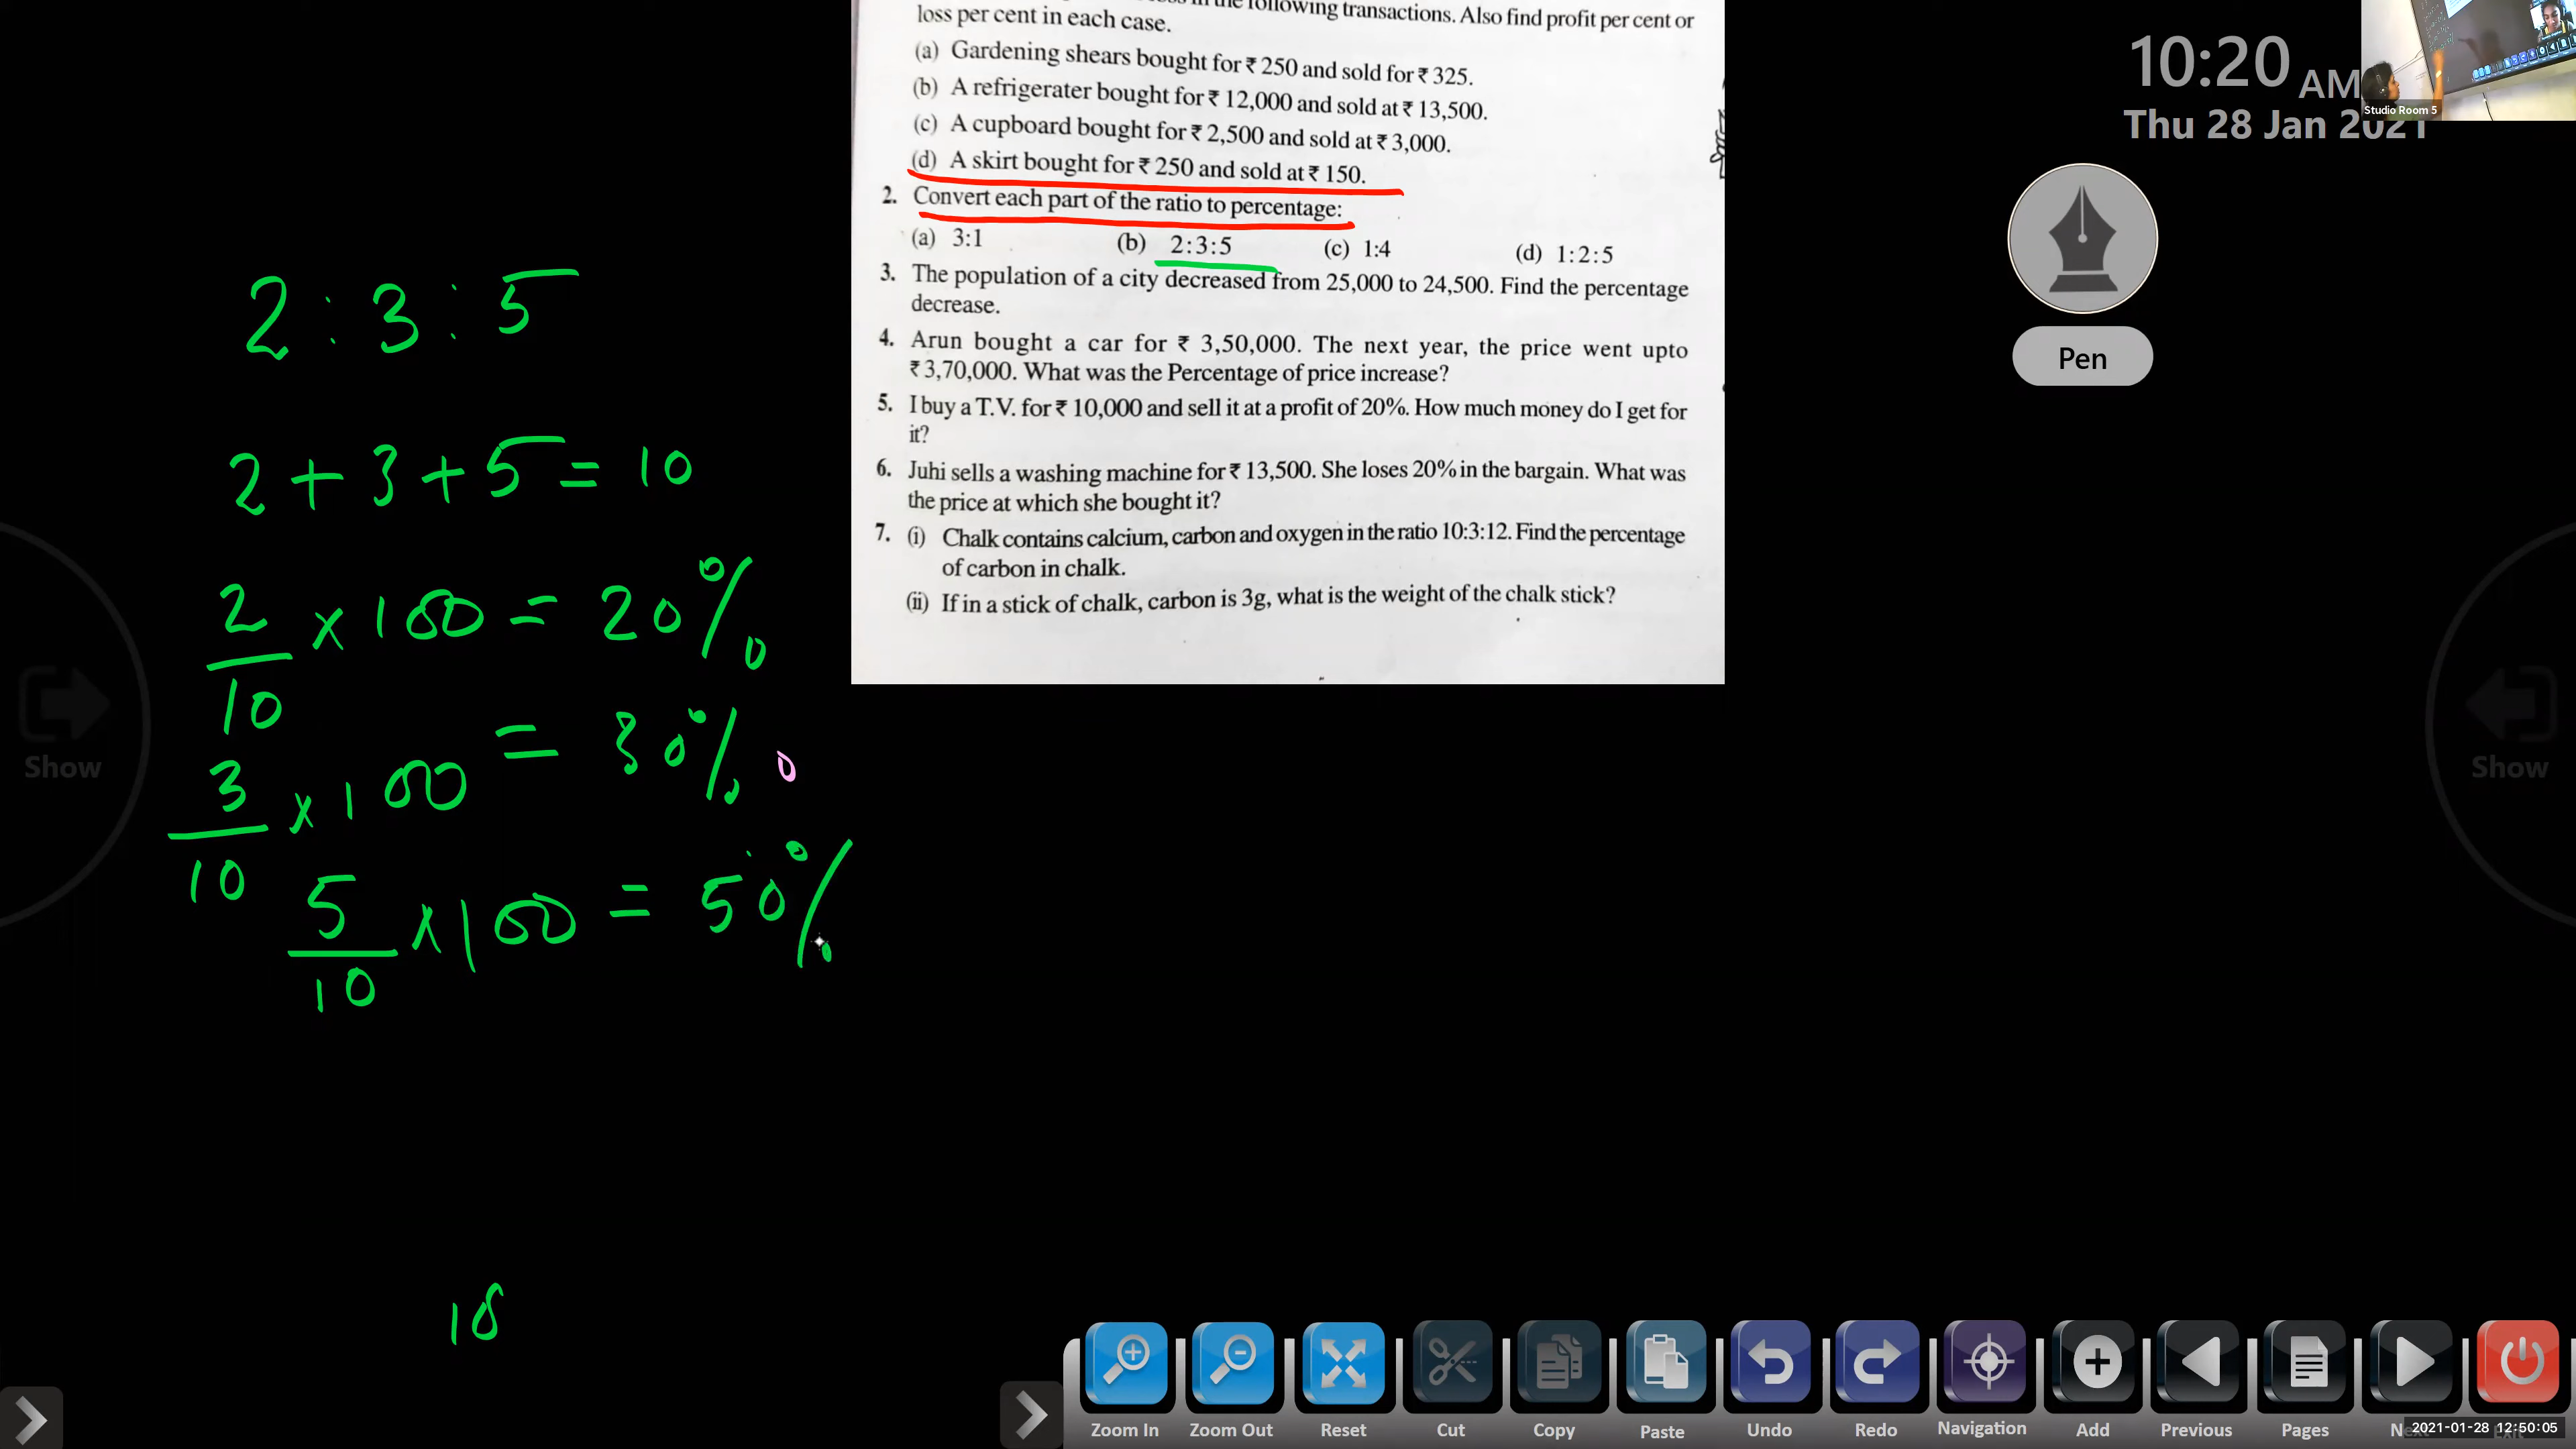 loss per cent in each case.
following transactions. Also find profit per cent or
(a) Gardening shears bought for ₹ 250 and sold for ₹ 325.
(b) A refrigerater bought for ₹ 12,000 and sold at ₹ 13,500.
(c) A cupboard bought for ₹ 2,500 and sold at ₹ 3,000.
(d) A skirt bought for ₹ 250 and sold at ₹ 150.
2. Convert each part of the ratio to percentage:
(a) 3:1 (b) 2:3:5 (c) 1:4 (d) 1:2:5
3. The population of a city decreased from 25,000 to 24,500. Find the percentage
decrease.
4. Arun bought a car for ₹ 3,50,000. The next year, the price went upto
₹ 3,70,000. What was the Percentage of price increase?
5. I buy a T.V. for ₹ 10,000 and sell it at a profit of 20%. How much money do I get for
it?
6. Juhi sells a washing machine for ₹ 13,500. She loses 20% in the bargain. What was
the price at which she bought it?
7. (i) Chalk contains calcium, carbon and oxygen in the ratio 10:3:12. Find the percentage
of carbon in chalk.
(ii) If in a stick of chalk, carbon is 3g, what is the weight of the chalk stick?
2 : 3 : 5
2 + 3 + 5 = 10
2/10 × 100 = 20%
3/10 × 100 = 30%
5/10 × 100 = 50%
10:20 AM
Thu 28 Jan 2021
Studio Room 5
Pen
Show
Show
Zoom In Zoom Out Reset Cut Copy Paste Undo Redo Navigation Add Previous Pages
2021-01-28 12:50:05